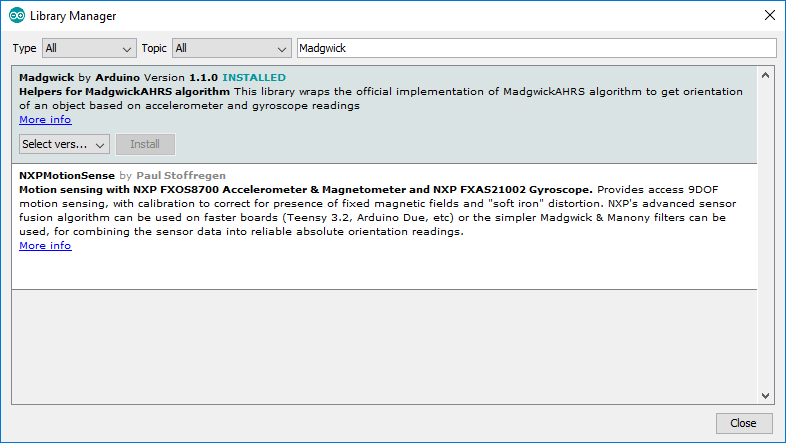 Library Manager
Type All Topic All Madgwick
Madgwick by Arduino Version 1.1.0 INSTALLED
Helpers for MadgwickAHRS algorithm This library wraps the official implementation of MadgwickAHRS algorithm to get orientation
of an object based on accelerometer and gyroscope readings
More info
Select vers... Install
NXPMotionSense by Paul Stoffregen
Motion sensing with NXP FXOS8700 Accelerometer & Magnetometer and NXP FXAS21002 Gyroscope. Provides access 9DOF
motion sensing, with calibration to correct for presence of fixed magnetic fields and "soft iron" distortion. NXP's advanced sensor
fusion algorithm can be used on faster boards (Teensy 3.2, Arduino Due, etc) or the simpler Madgwick & Manony filters can be
used, for combining the sensor data into reliable absolute orientation readings.
More info
Close